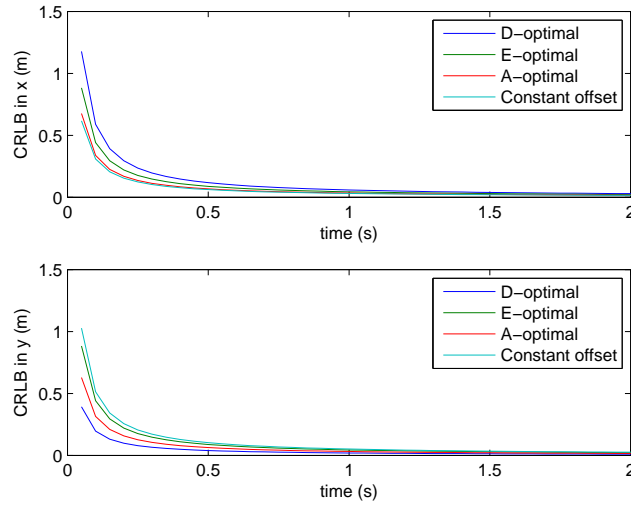 1.5
1
0.5
0
CRLB in x (m)
D−optimal
E−optimal
A−optimal
Constant offset
0 0.5 1 1.5 2
time (s)
1.5
1
0.5
0
CRLB in y (m)
D−optimal
E−optimal
A−optimal
Constant offset
0 0.5 1 1.5 2
time (s)